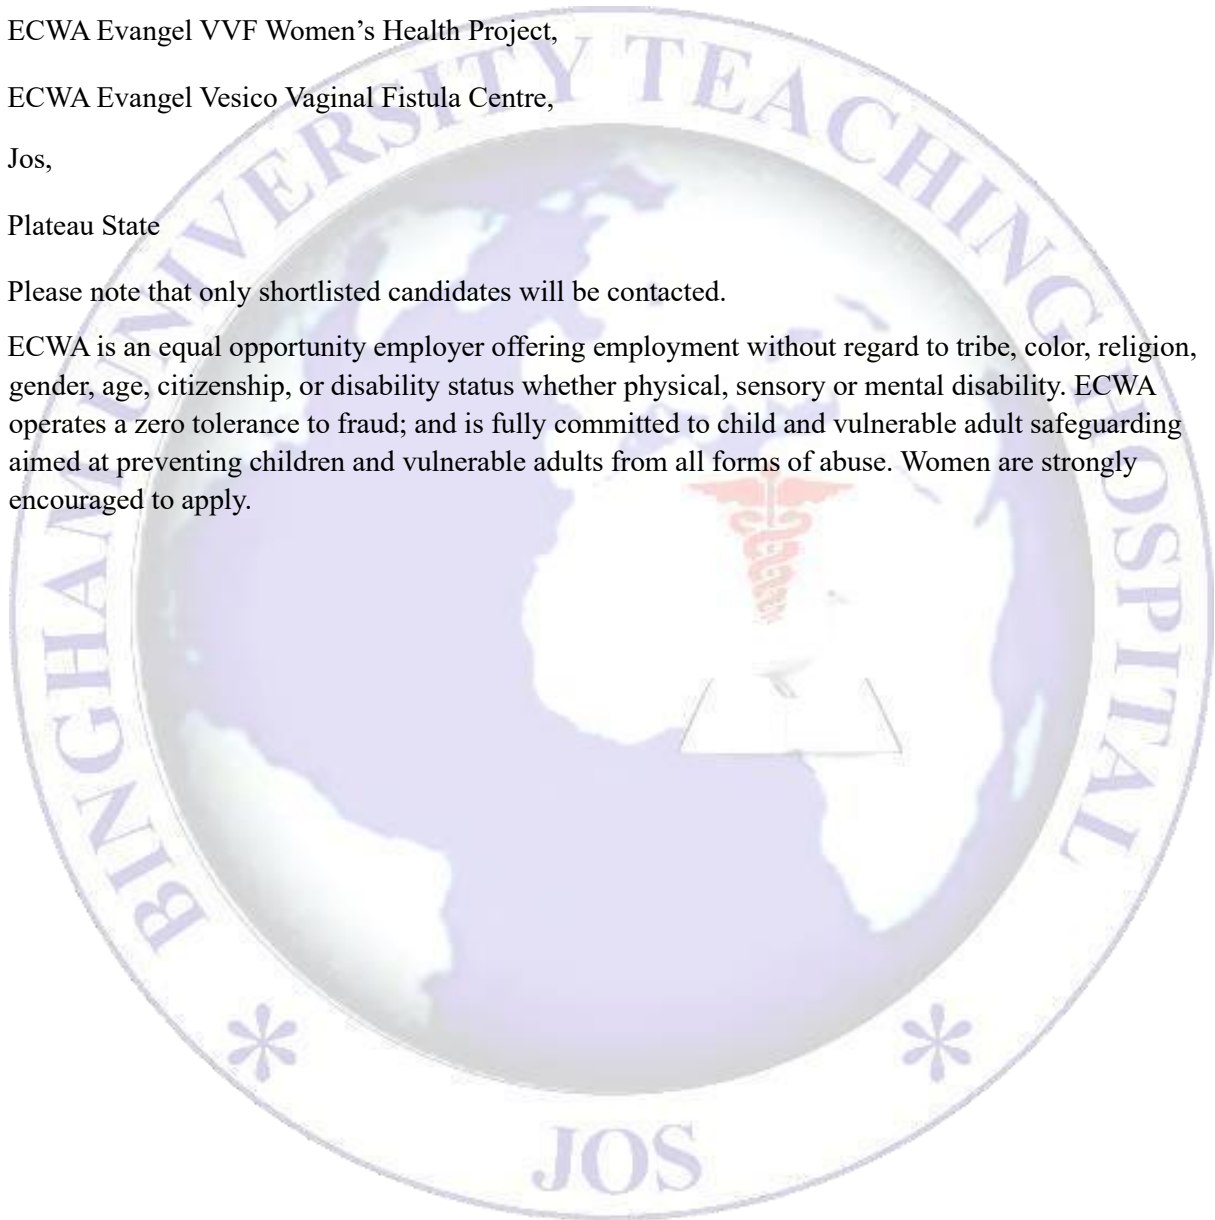 ECWA Evangel VVF Women’s Health Project,
ECWA Evangel Vesico Vaginal Fistula Centre,
Jos,
Plateau State
Please note that only shortlisted candidates will be contacted.
ECWA is an equal opportunity employer offering employment without regard to tribe, color, religion,
gender, age, citizenship, or disability status whether physical, sensory or mental disability. ECWA
operates a zero tolerance to fraud; and is fully committed to child and vulnerable adult safeguarding
aimed at preventing children and vulnerable adults from all forms of abuse. Women are strongly
encouraged to apply.
BINGHAM UNIVERSITY TEACHING HOSPITAL
* JOS *